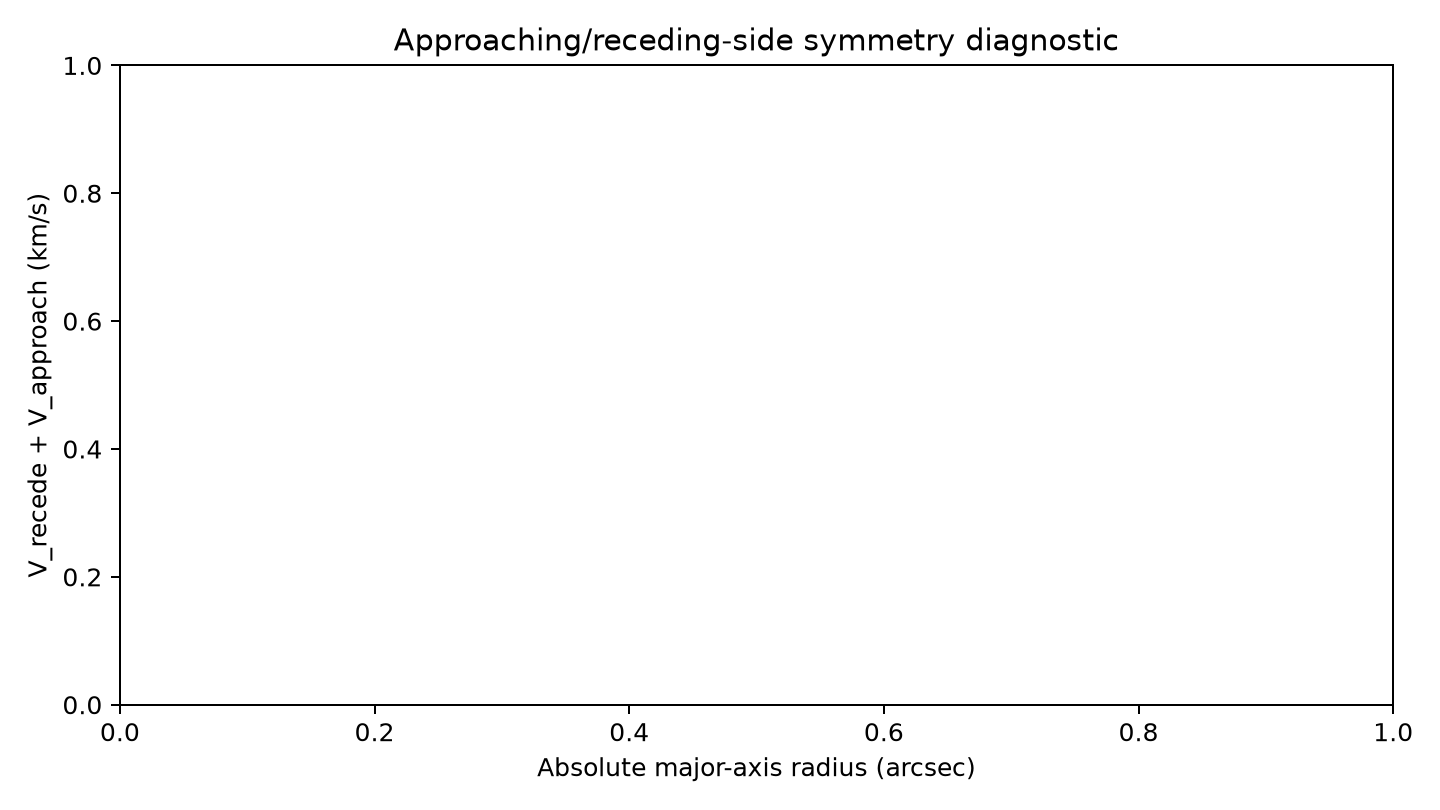 Approaching/receding-side symmetry diagnostic
1.0
0.8
0.6
0.4
0.2
0.0
V_recede + V_approach (km/s)
0.0 0.2 0.4 0.6 0.8 1.0
Absolute major-axis radius (arcsec)